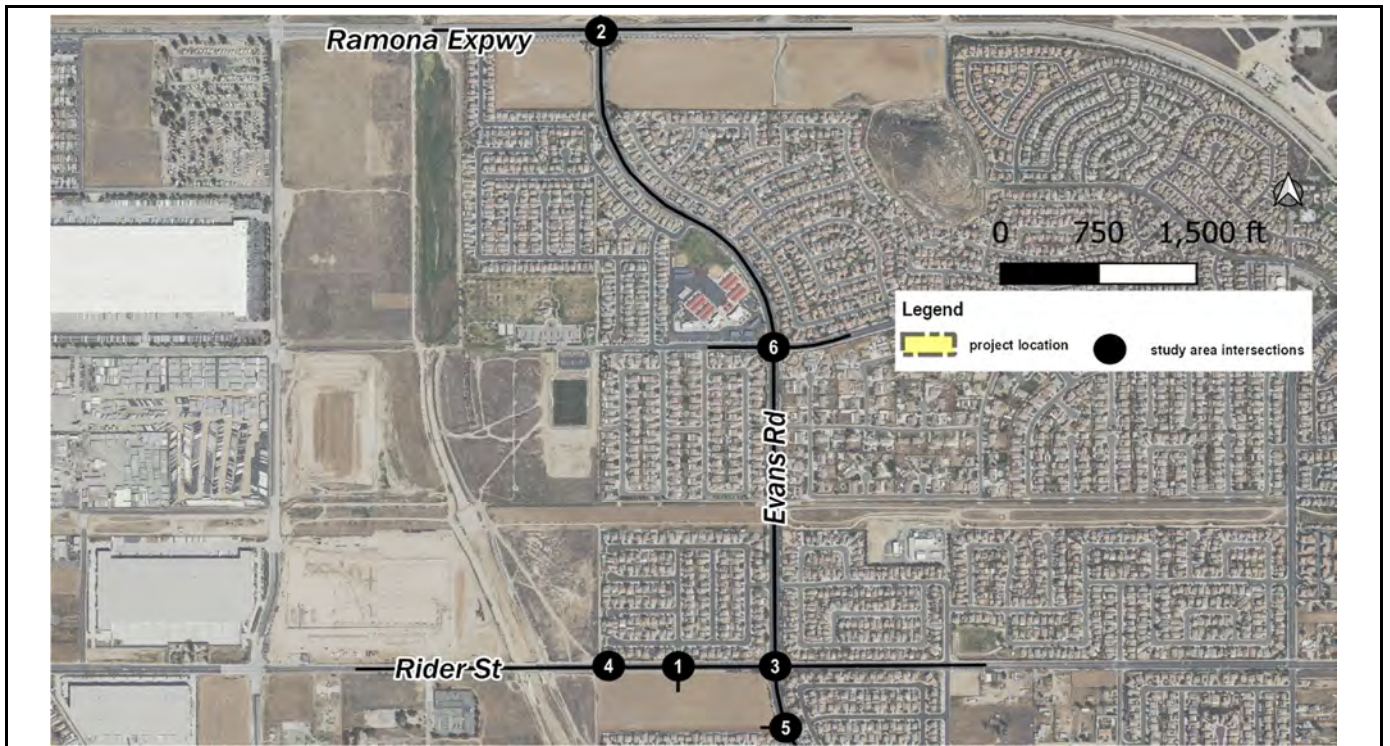 2
Ramona Expwy
0 750 1,500 ft
Legend
project location
study area intersections
6
Evans Rd
Rider St
4
1
3
5